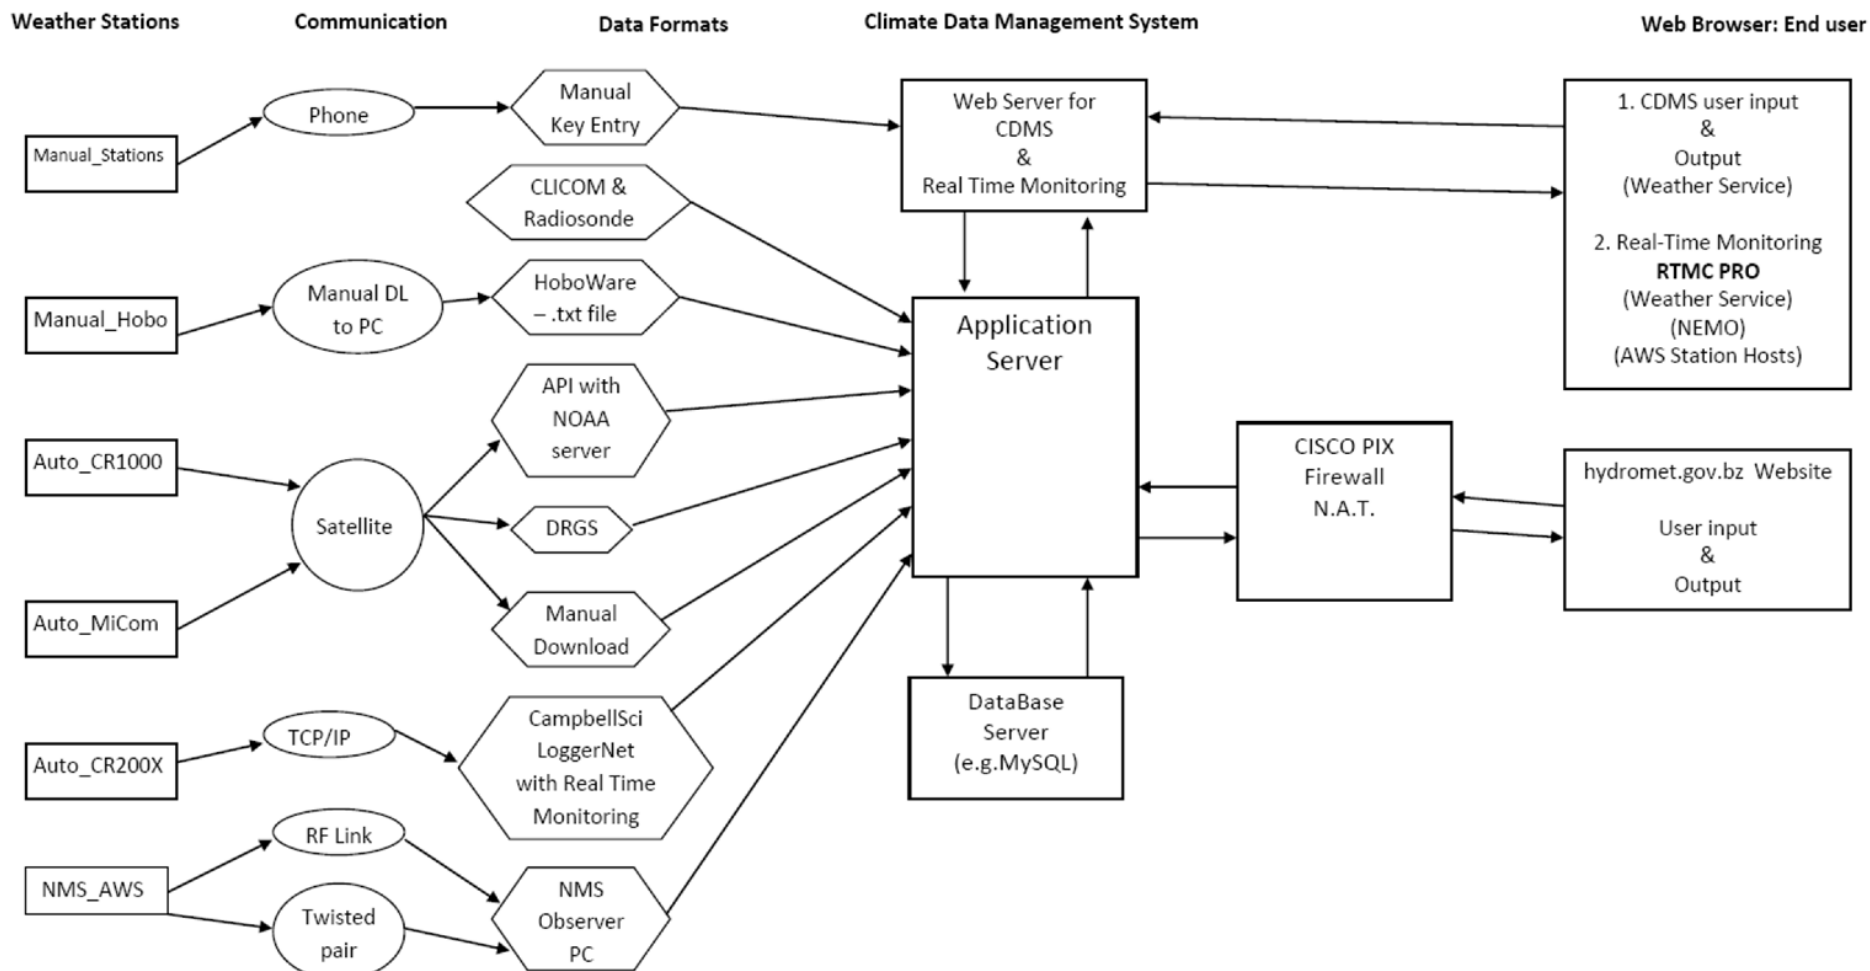 Weather Stations
Communication
Data Formats
Climate Data Management System
Web Browser: End user
Manual_Stations
Manual_Hobo
Auto_CR1000
Auto_MiCom
Auto_CR200X
NMS_AWS
Phone
Manual DL
to PC
Satellite
TCP/IP
RF Link
Twisted
pair
Manual
Key Entry
CLICOM &
Radiosonde
HoboWare
– .txt file
API with
NOAA
server
DRGS
Manual
Download
CampbellSci
LoggerNet
with Real Time
Monitoring
NMS
Observer
PC
Web Server for
CDMS
&
Real Time Monitoring
Application
Server
DataBase
Server
(e.g.MySQL)
CISCO PIX
Firewall
N.A.T.
1. CDMS user input
&
Output
(Weather Service)
2. Real-Time Monitoring
RTMC PRO
(Weather Service)
(NEMO)
(AWS Station Hosts)
hydromet.gov.bz Website
User input
&
Output